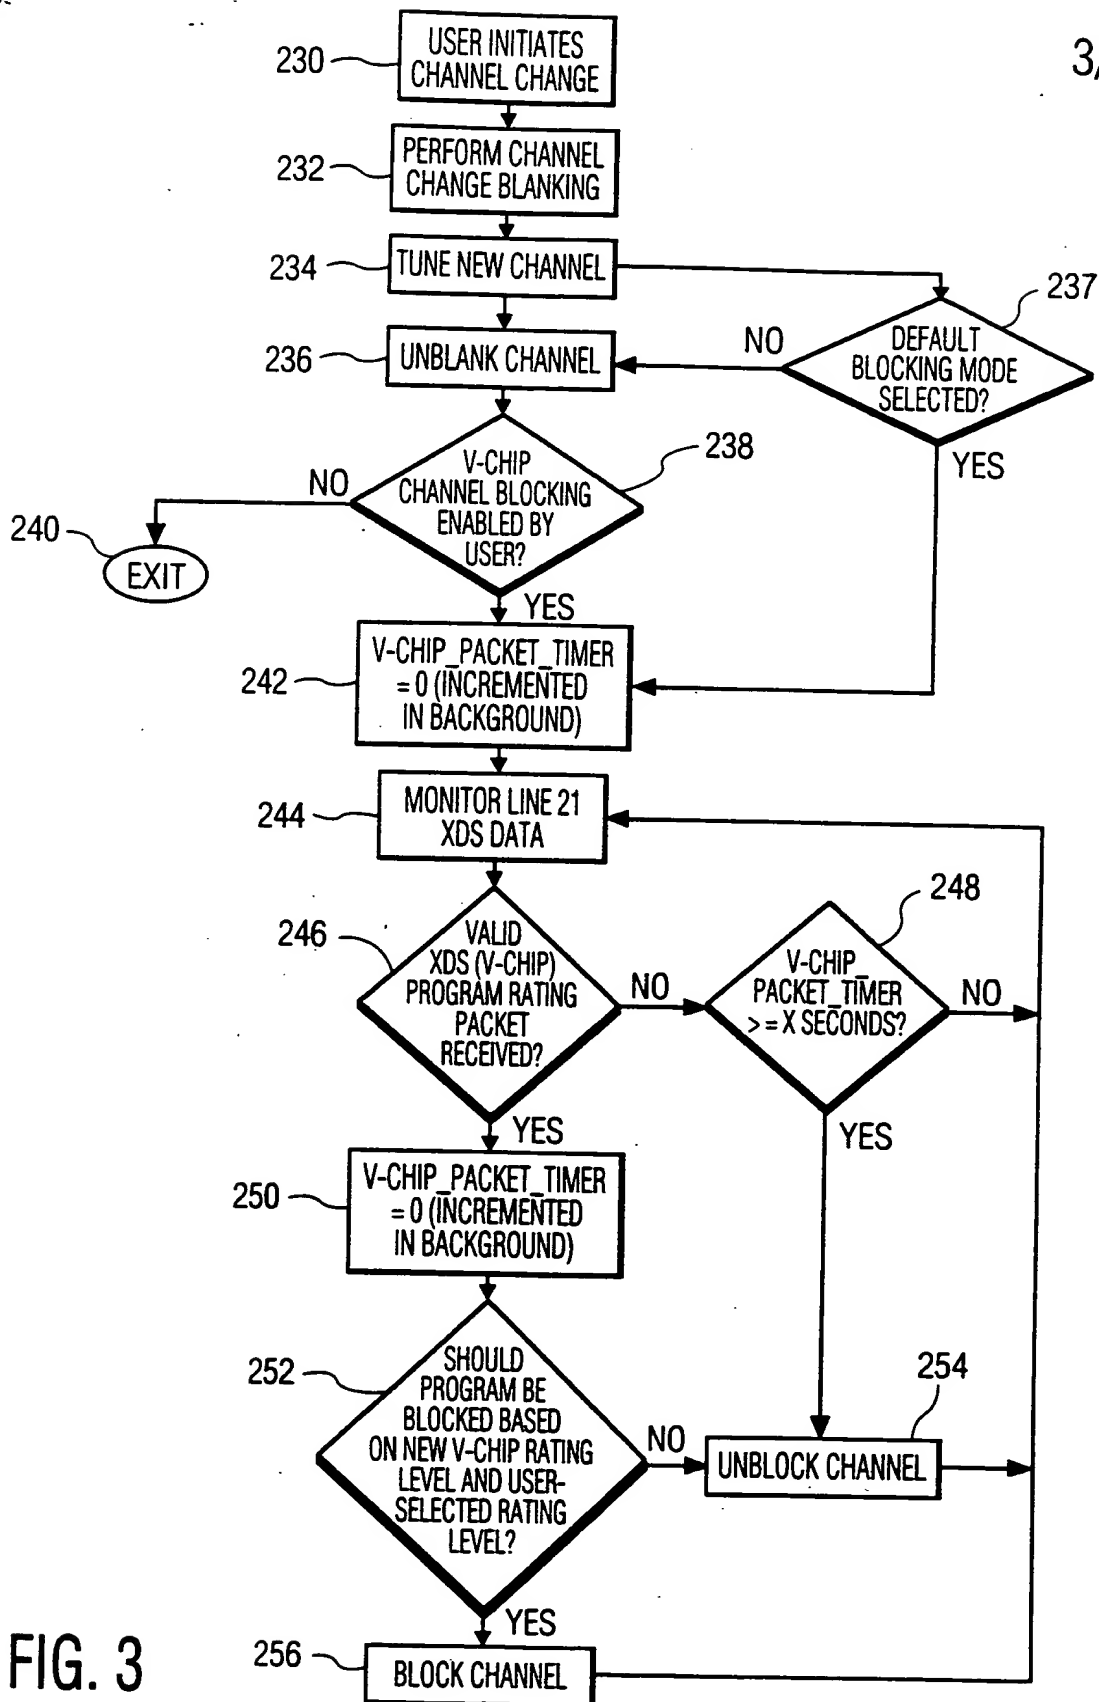 3/
230
USER INITIATES
CHANNEL CHANGE
232
PERFORM CHANNEL
CHANGE BLANKING
234
TUNE NEW CHANNEL
237
DEFAULT
BLOCKING MODE
SELECTED?
NO
YES
236
UNBLANK CHANNEL
238
V-CHIP
CHANNEL BLOCKING
ENABLED BY
USER?
NO
240
EXIT
YES
242
V-CHIP_PACKET_TIMER
= 0 (INCREMENTED
IN BACKGROUND)
244
MONITOR LINE 21
XDS DATA
246
VALID
XDS (V-CHIP)
PROGRAM RATING
PACKET
RECEIVED?
NO
248
V-CHIP_
PACKET_TIMER
> = X SECONDS?
NO
YES
YES
250
V-CHIP_PACKET_TIMER
= 0 (INCREMENTED
IN BACKGROUND)
252
SHOULD
PROGRAM BE
BLOCKED BASED
ON NEW V-CHIP RATING
LEVEL AND USER-
SELECTED RATING
LEVEL?
NO
254
UNBLOCK CHANNEL
YES
256
BLOCK CHANNEL
FIG. 3